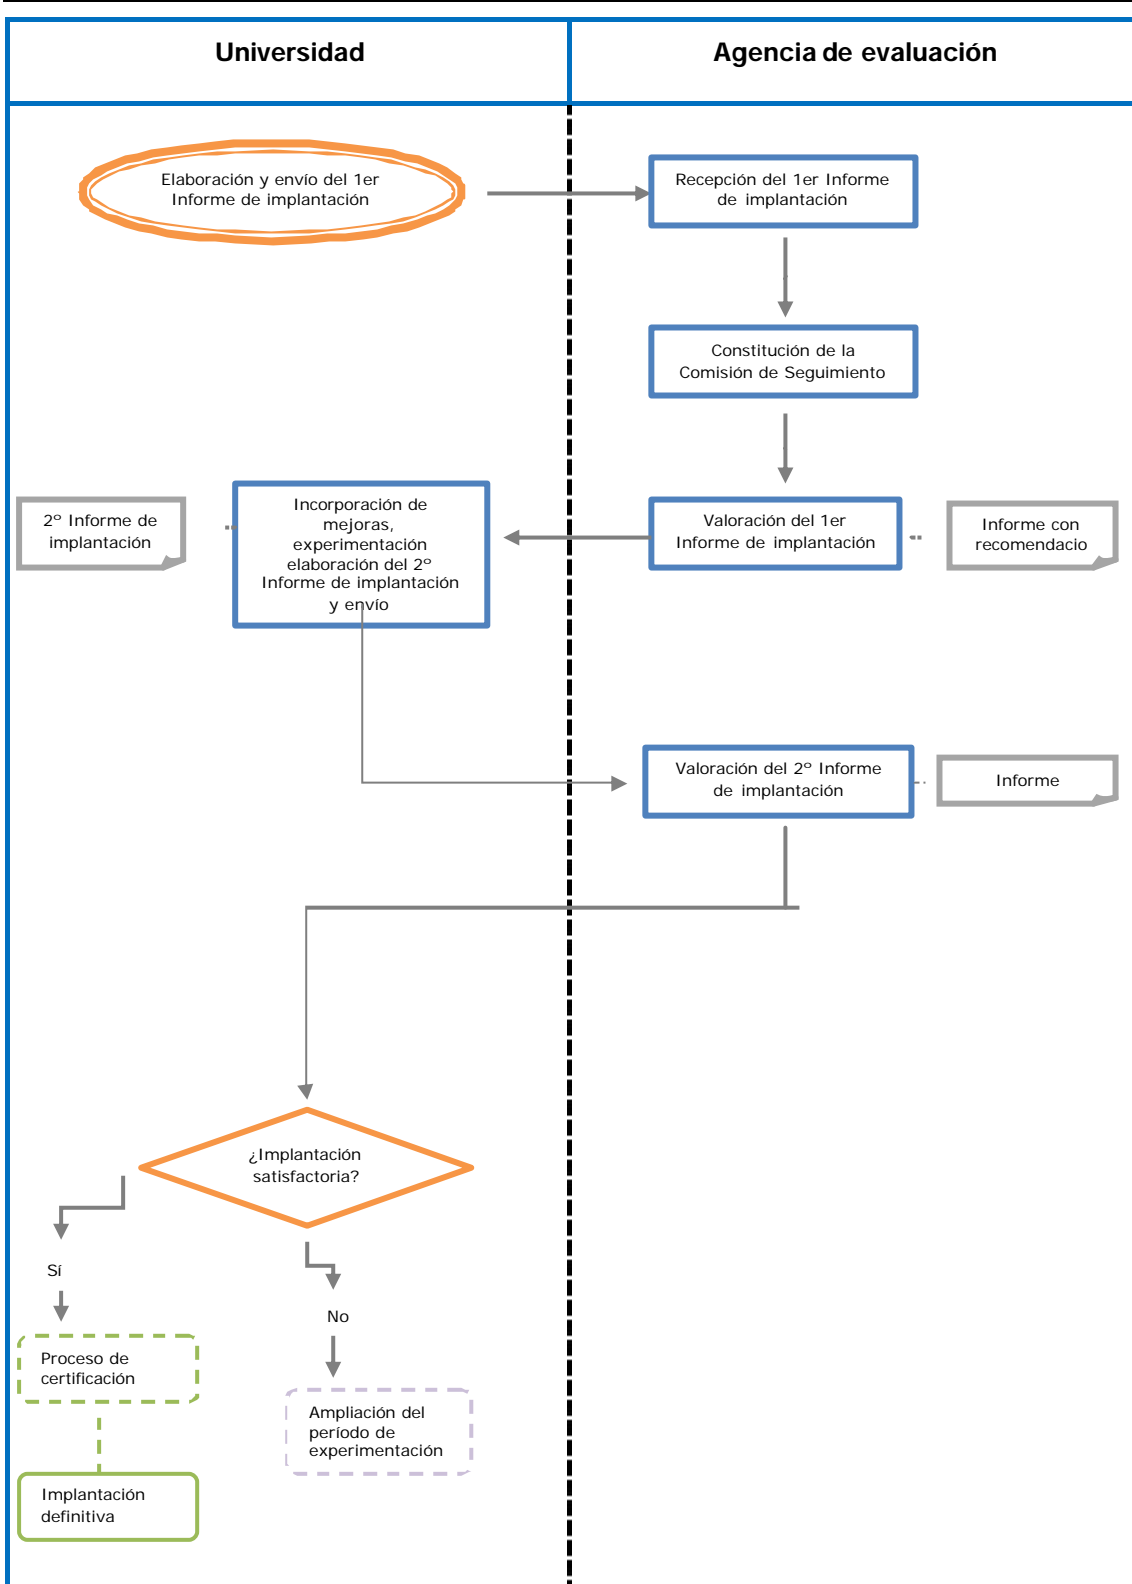 Universidad
Agencia de evaluación
Elaboración y envío del 1er
Informe de implantación
Recepción del 1er Informe
de implantación
Constitución de la
Comisión de Seguimiento
2º Informe de
implantación
Incorporación de
mejoras,
experimentación
elaboración del 2º
Informe de implantación
y envío
Valoración del 1er
Informe de implantación
Informe con
recomendacio
Valoración del 2º Informe
de implantación
Informe
¿Implantación
satisfactoria?
Sí
No
Proceso de
certificación
Ampliación del
período de
experimentación
Implantación
definitiva